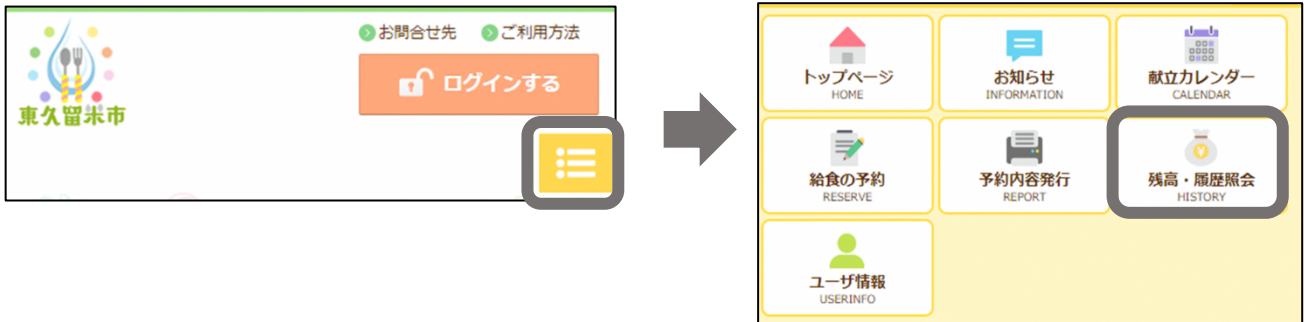 お問合せ先 ご利用方法
ログインする
東久留米市
トップページ
HOME
お知らせ
INFORMATION
献立カレンダー
CALENDAR
給食の予約
RESERVE
予約内容発行
REPORT
残高・履歴照会
HISTORY
ユーザ情報
USERINFO